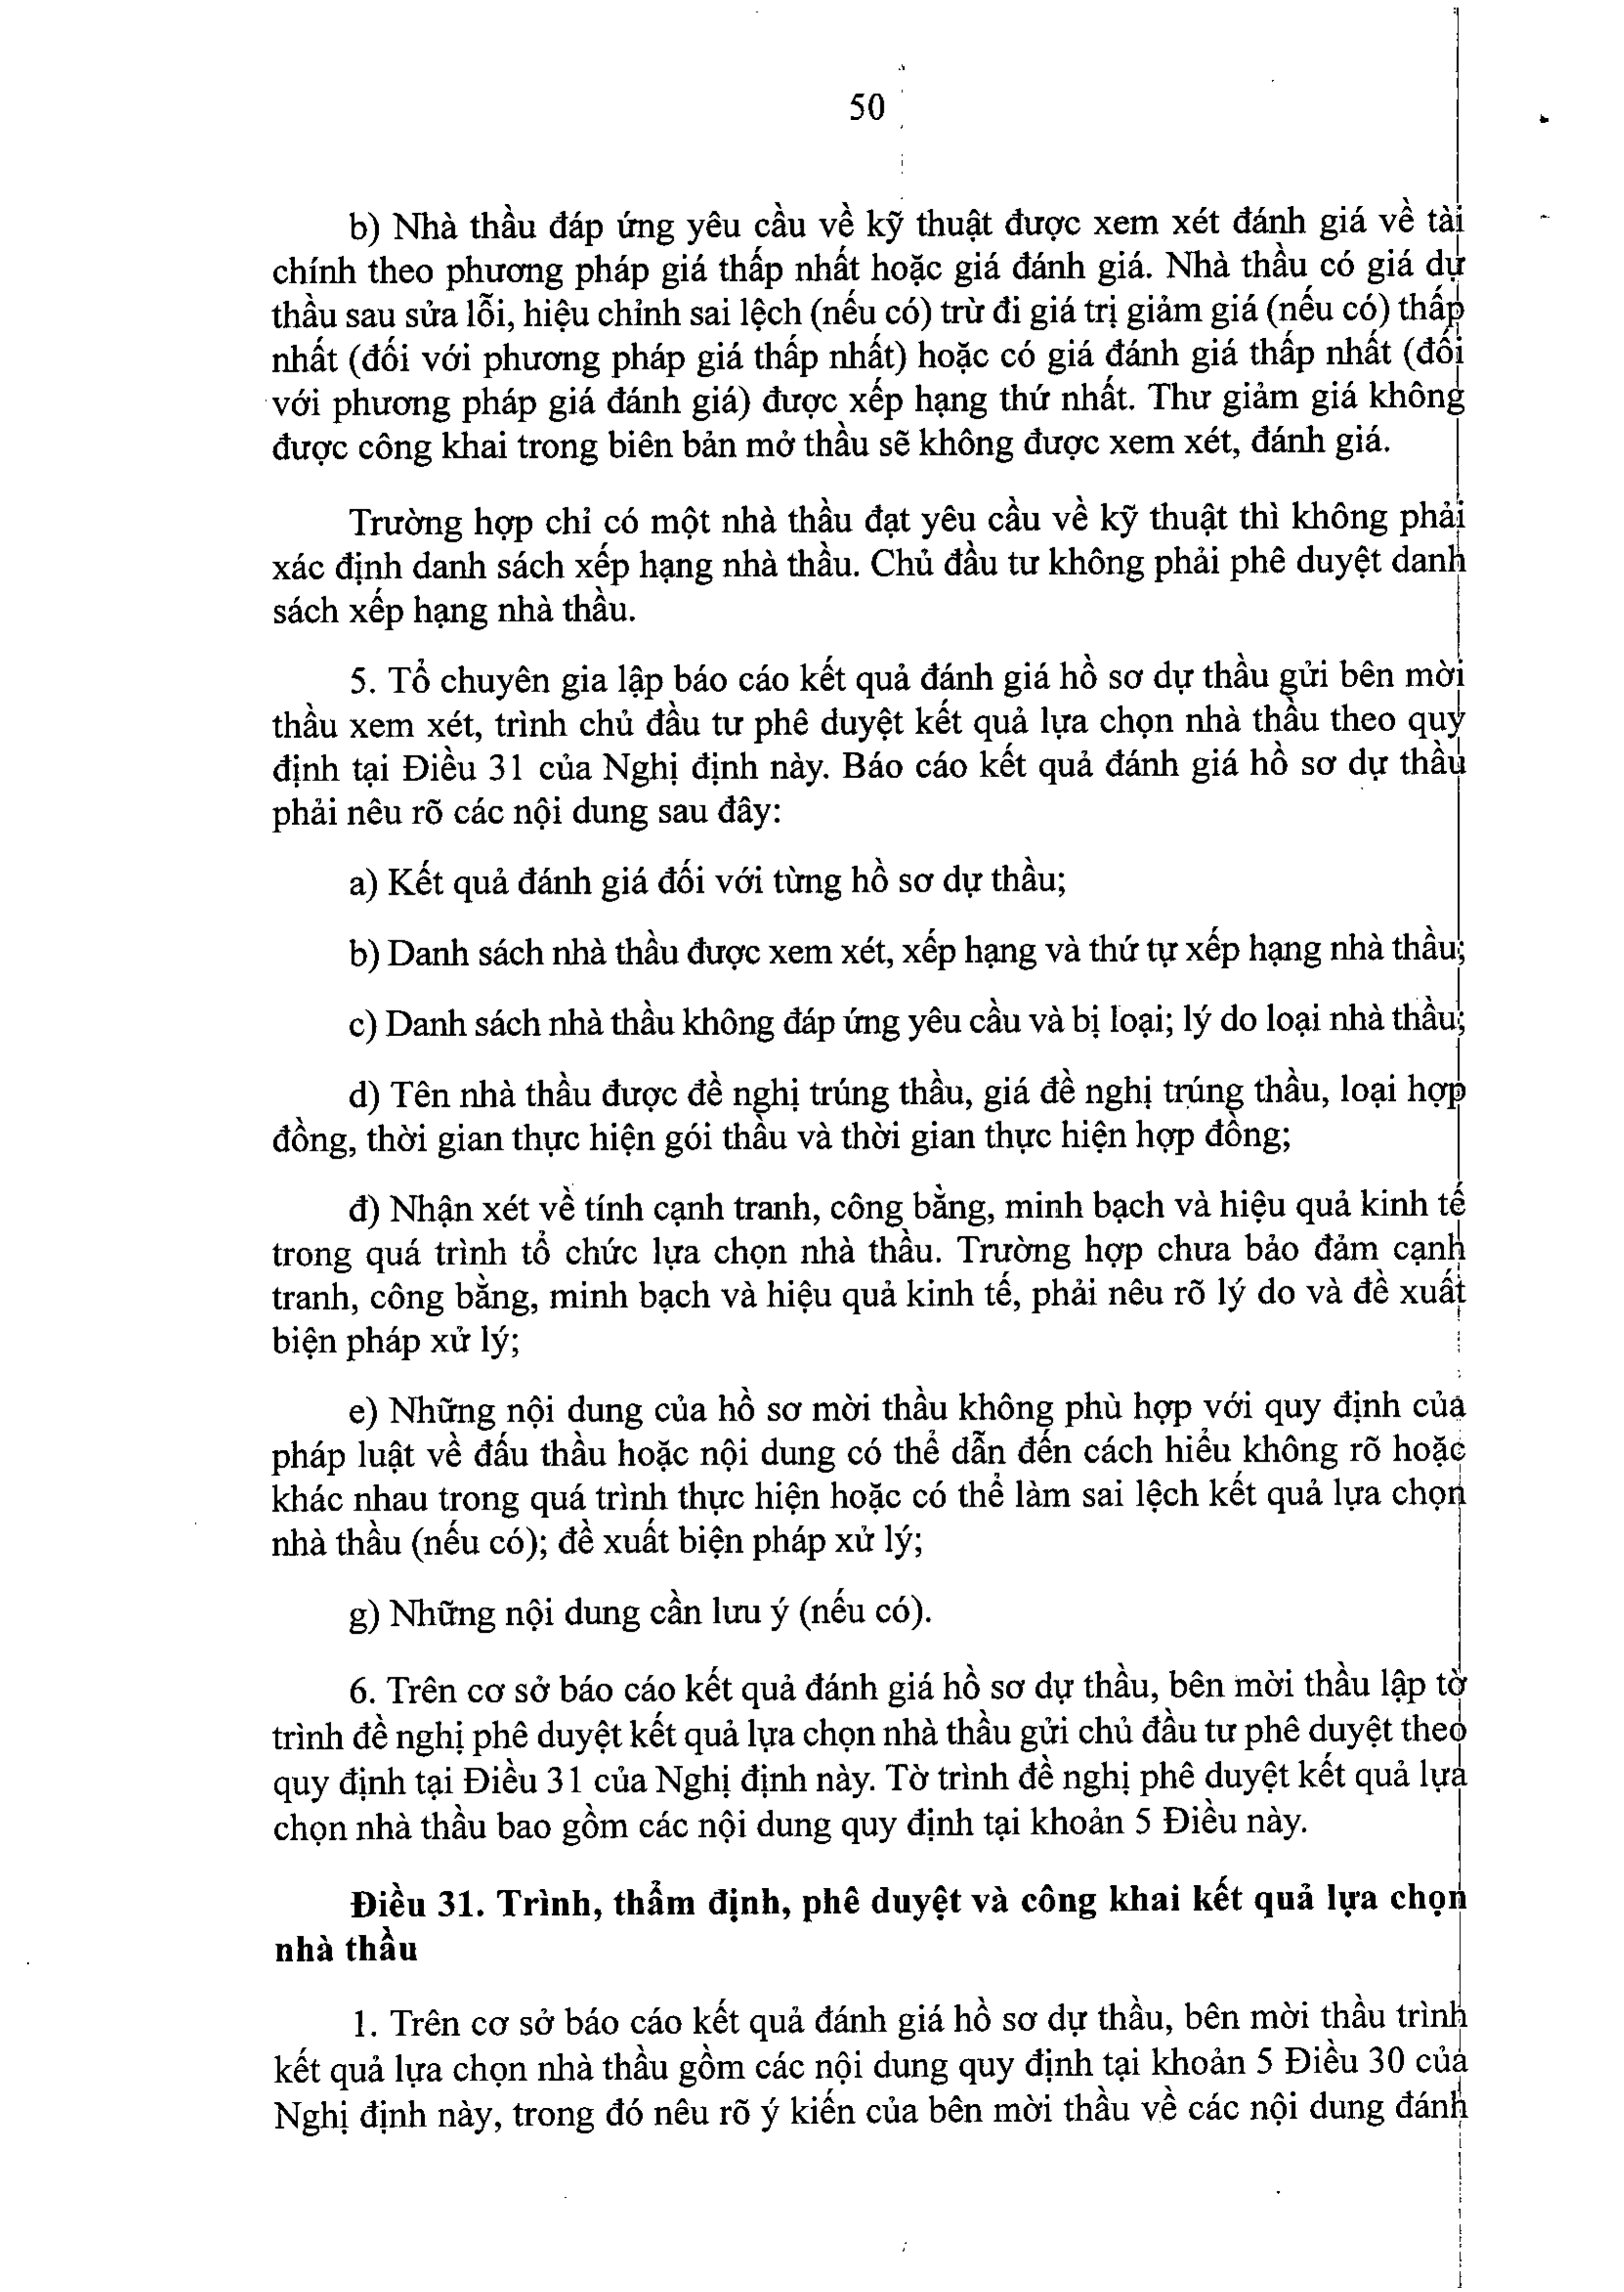 50
b) Nhà thầu đáp ứng yêu cầu về kỹ thuật được xem xét đánh giá về tài
chính theo phương pháp giá thấp nhất hoặc giá đánh giá. Nhà thầu có giá dự
thầu sau sửa lỗi, hiệu chỉnh sai lệch (nếu có) trừ đi giá trị giảm giá (nếu có) thấp
nhất (đối với phương pháp giá thấp nhất) hoặc có giá đánh giá thấp nhất (đối
với phương pháp giá đánh giá) được xếp hạng thứ nhất. Thư giảm giá không
được công khai trong biên bản mở thầu sẽ không được xem xét, đánh giá.
Trường hợp chỉ có một nhà thầu đạt yêu cầu về kỹ thuật thì không phải
xác định danh sách xếp hạng nhà thầu. Chủ đầu tư không phải phê duyệt danh
sách xếp hạng nhà thầu.
5. Tổ chuyên gia lập báo cáo kết quả đánh giá hồ sơ dự thầu gửi bên mời
thầu xem xét, trình chủ đầu tư phê duyệt kết quả lựa chọn nhà thầu theo quy
định tại Điều 31 của Nghị định này. Báo cáo kết quả đánh giá hồ sơ dự thầu
phải nêu rõ các nội dung sau đây:
a) Kết quả đánh giá đối với từng hồ sơ dự thầu;
b) Danh sách nhà thầu được xem xét, xếp hạng và thứ tự xếp hạng nhà thầu;
c) Danh sách nhà thầu không đáp ứng yêu cầu và bị loại; lý do loại nhà thầu;
d) Tên nhà thầu được đề nghị trúng thầu, giá đề nghị trúng thầu, loại hợp
đồng, thời gian thực hiện gói thầu và thời gian thực hiện hợp đồng;
đ) Nhận xét về tính cạnh tranh, công bằng, minh bạch và hiệu quả kinh tế
trong quá trình tổ chức lựa chọn nhà thầu. Trường hợp chưa bảo đảm cạnh
tranh, công bằng, minh bạch và hiệu quả kinh tế, phải nêu rõ lý do và đề xuất
biện pháp xử lý;
e) Những nội dung của hồ sơ mời thầu không phù hợp với quy định của
pháp luật về đấu thầu hoặc nội dung có thể dẫn đến cách hiểu không rõ hoặc
khác nhau trong quá trình thực hiện hoặc có thể làm sai lệch kết quả lựa chọn
nhà thầu (nếu có); đề xuất biện pháp xử lý;
g) Những nội dung cần lưu ý (nếu có).
6. Trên cơ sở báo cáo kết quả đánh giá hồ sơ dự thầu, bên mời thầu lập tờ
trình đề nghị phê duyệt kết quả lựa chọn nhà thầu gửi chủ đầu tư phê duyệt theo
quy định tại Điều 31 của Nghị định này. Tờ trình đề nghị phê duyệt kết quả lựa
chọn nhà thầu bao gồm các nội dung quy định tại khoản 5 Điều này.
Điều 31. Trình, thẩm định, phê duyệt và công khai kết quả lựa chọn
nhà thầu
1. Trên cơ sở báo cáo kết quả đánh giá hồ sơ dự thầu, bên mời thầu trình
kết quả lựa chọn nhà thầu gồm các nội dung quy định tại khoản 5 Điều 30 của
Nghị định này, trong đó nêu rõ ý kiến của bên mời thầu về các nội dung đánh